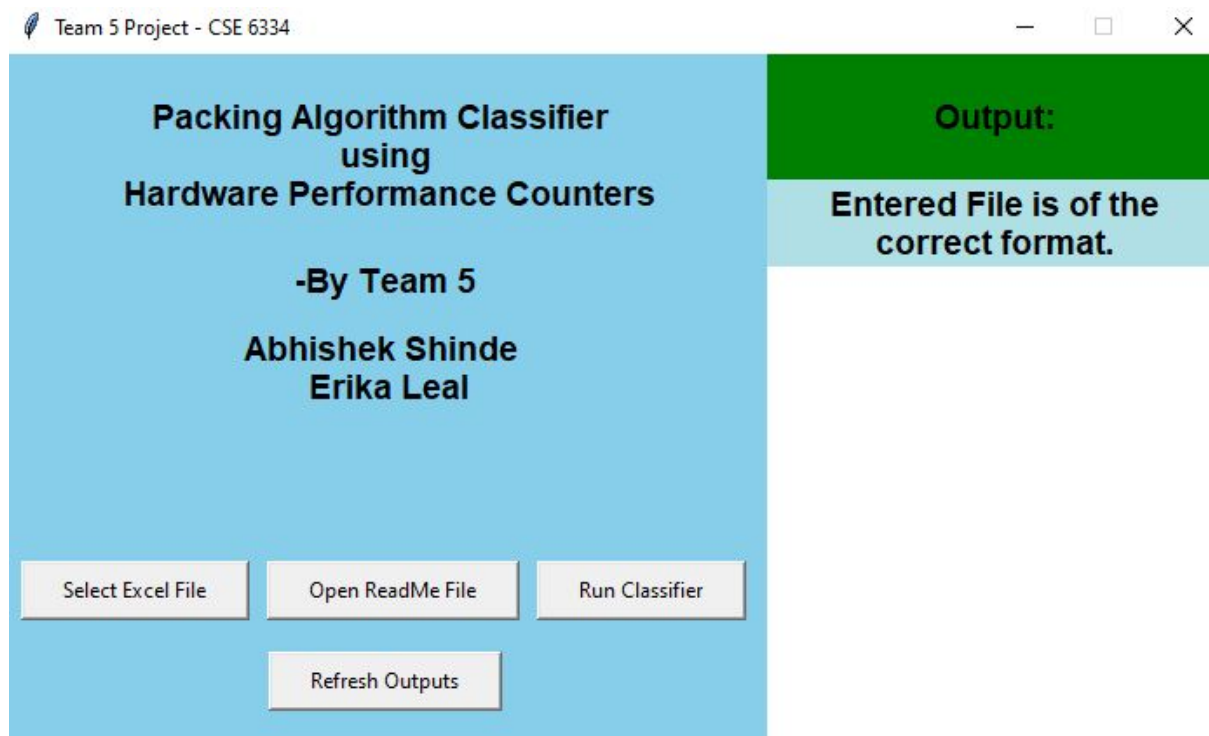 Team 5 Project - CSE 6334
Packing Algorithm Classifier
using
Hardware Performance Counters
-By Team 5
Abhishek Shinde
Erika Leal
Select Excel File
Open ReadMe File
Run Classifier
Refresh Outputs
Output:
Entered File is of the
correct format.